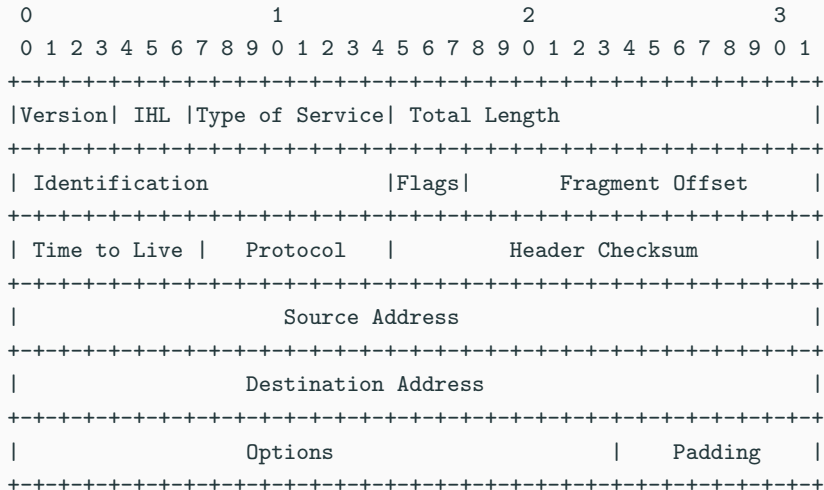 0                   1                   2                   3
0 1 2 3 4 5 6 7 8 9 0 1 2 3 4 5 6 7 8 9 0 1 2 3 4 5 6 7 8 9 0 1
+-+-+-+-+-+-+-+-+-+-+-+-+-+-+-+-+-+-+-+-+-+-+-+-+-+-+-+-+-+-+-+-+
|Version| IHL |Type of Service| Total Length                    |
+-+-+-+-+-+-+-+-+-+-+-+-+-+-+-+-+-+-+-+-+-+-+-+-+-+-+-+-+-+-+-+-+
| Identification              |Flags|       Fragment Offset     |
+-+-+-+-+-+-+-+-+-+-+-+-+-+-+-+-+-+-+-+-+-+-+-+-+-+-+-+-+-+-+-+-+
| Time to Live |   Protocol   |         Header Checksum         |
+-+-+-+-+-+-+-+-+-+-+-+-+-+-+-+-+-+-+-+-+-+-+-+-+-+-+-+-+-+-+-+-+
|                     Source Address                            |
+-+-+-+-+-+-+-+-+-+-+-+-+-+-+-+-+-+-+-+-+-+-+-+-+-+-+-+-+-+-+-+-+
|                  Destination Address                          |
+-+-+-+-+-+-+-+-+-+-+-+-+-+-+-+-+-+-+-+-+-+-+-+-+-+-+-+-+-+-+-+-+
|                  Options                      |    Padding    |
+-+-+-+-+-+-+-+-+-+-+-+-+-+-+-+-+-+-+-+-+-+-+-+-+-+-+-+-+-+-+-+-+